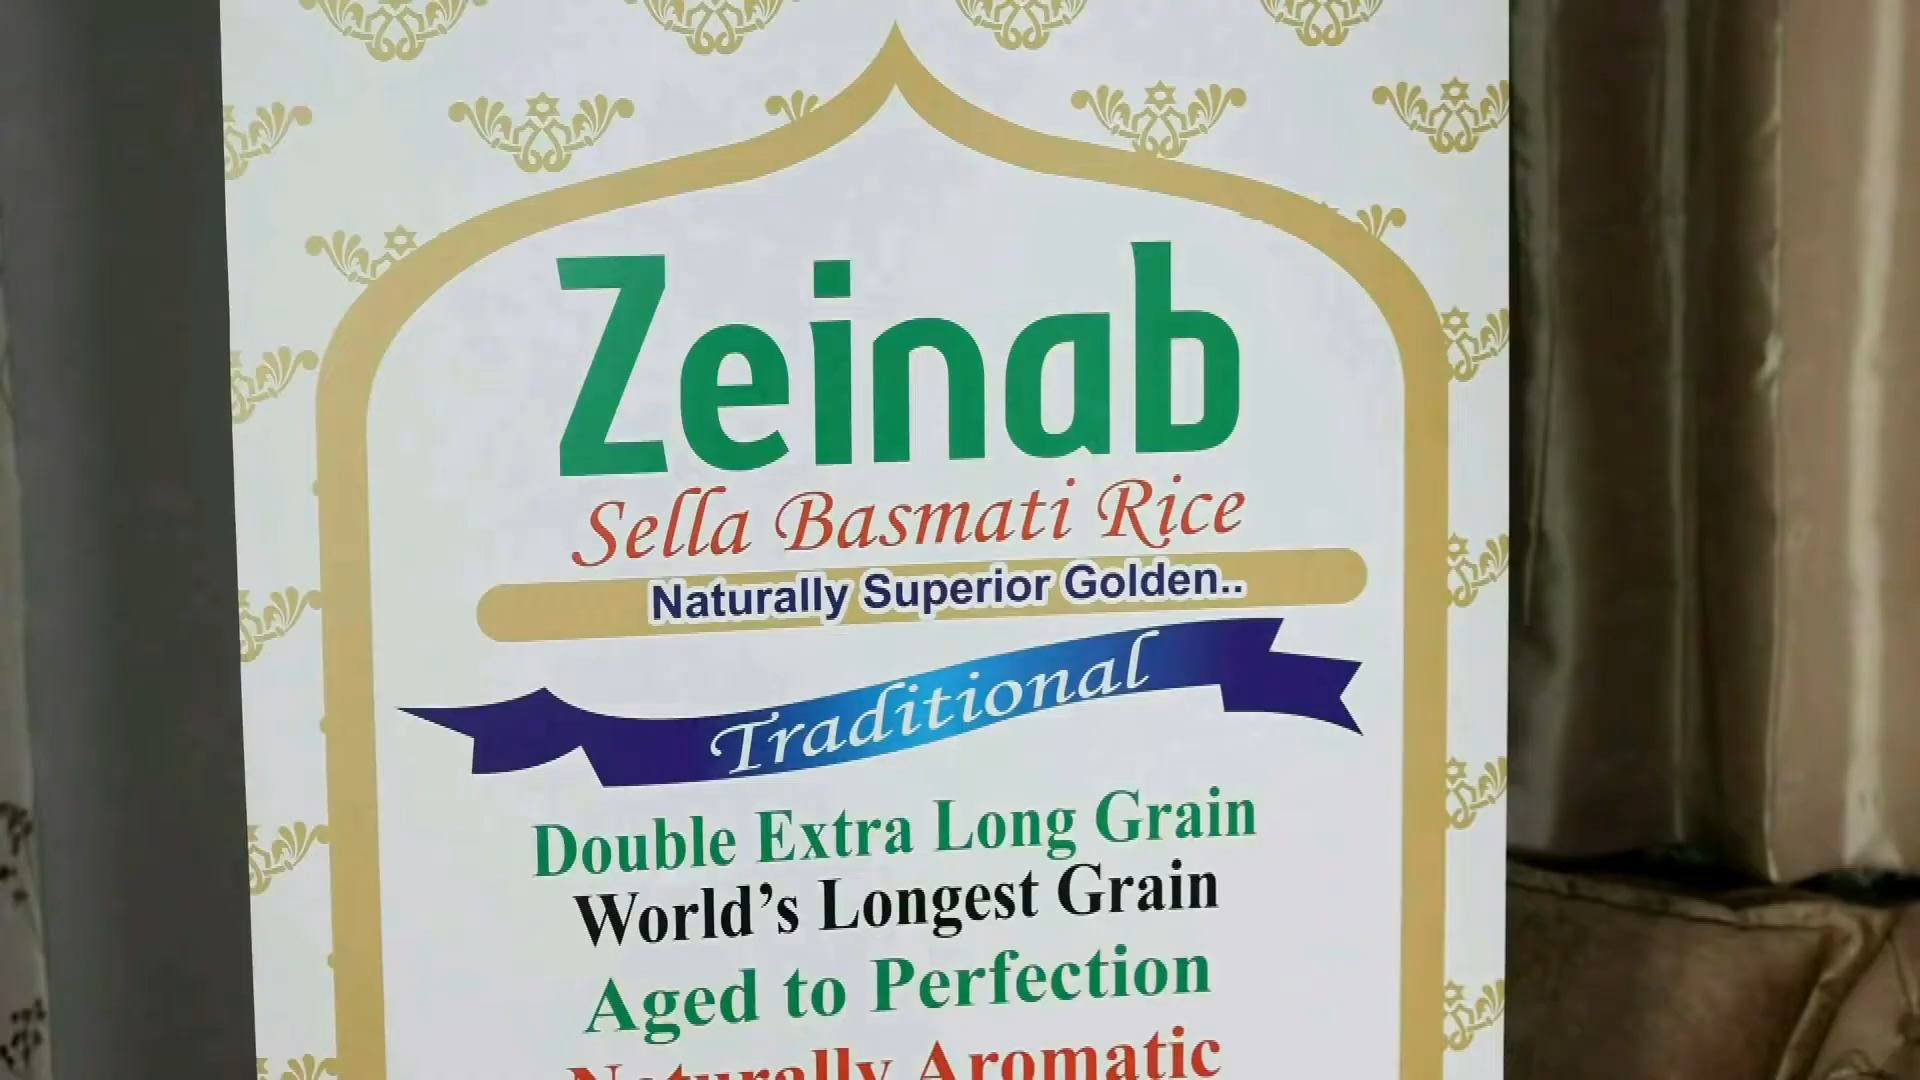 Zeinab
Sella Basmati Rice
Naturally Superior Golden..
Traditional
Double Extra Long Grain
World's Longest Grain
Aged to Perfection
Naturally Aromatic